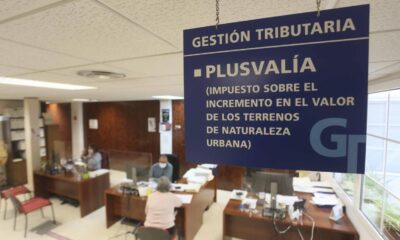 GESTIÓN TRIBUTARIA
PLUSVALÍA
(IMPUESTO SOBRE EL
INCREMENTO EN EL VALOR
DE LOS TERRENOS
DE NATURALEZA
URBANA)
GT